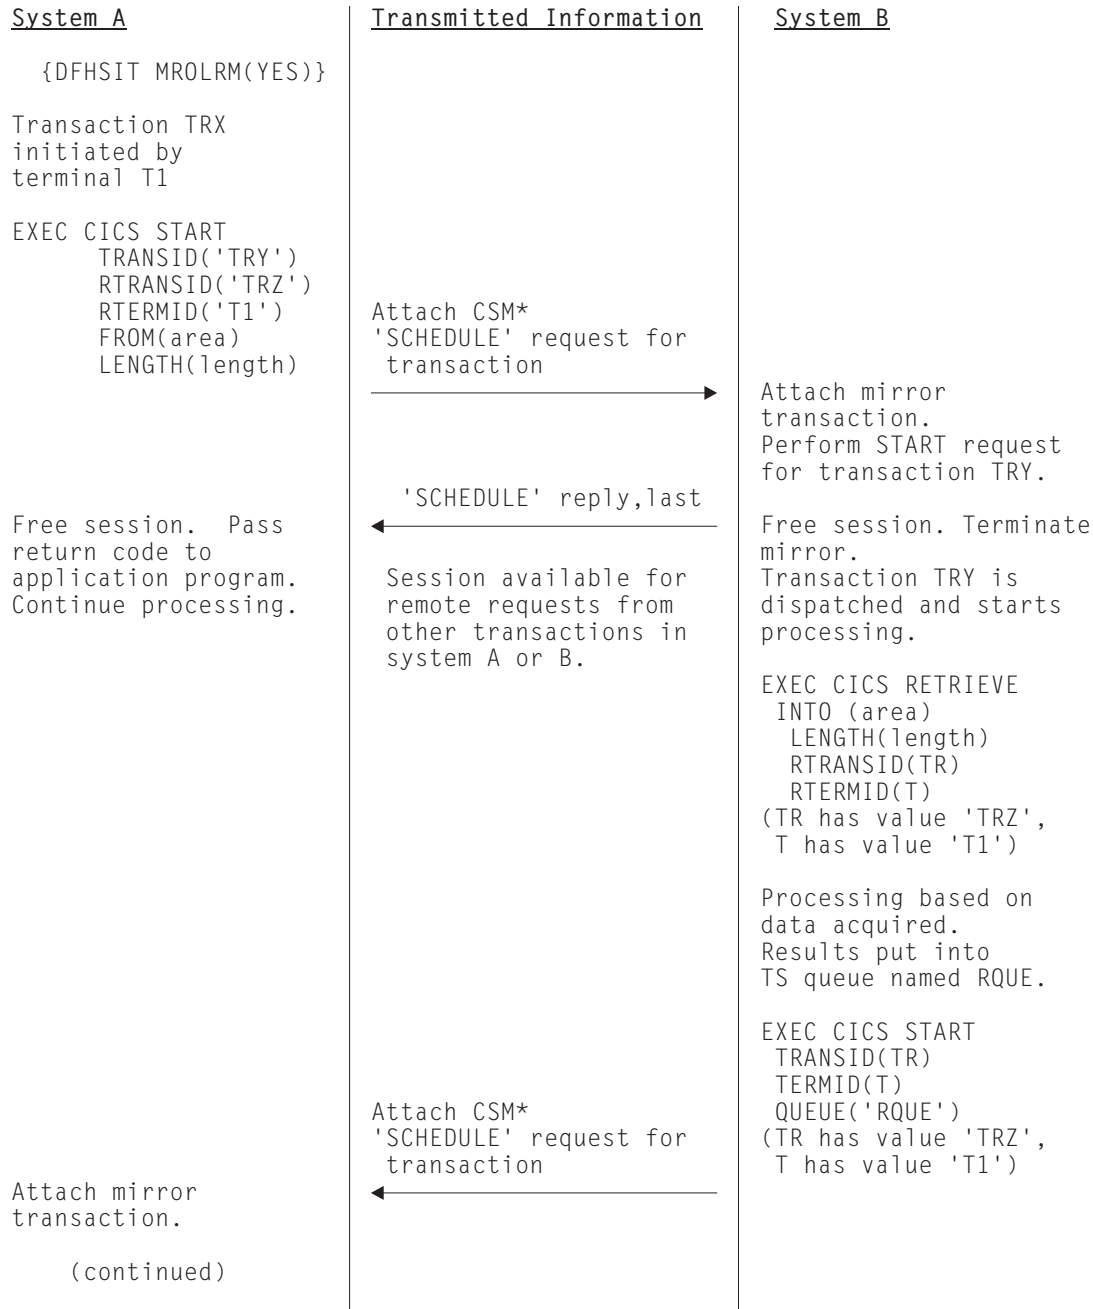 System A
Transmitted Information
System B
{DFHSIT MROLRM(YES)}
Transaction TRX
initiated by
terminal T1
EXEC CICS START
TRANSID('TRY')
RTRANSID('TRZ')
RTERMID('T1')
FROM(area)
LENGTH(length)
Attach CSM*
'SCHEDULE' request for
transaction
Attach mirror
transaction.
Perform START request
for transaction TRY.
'SCHEDULE' reply,last
Free session.  Pass
return code to
application program.
Continue processing.
Session available for
remote requests from
other transactions in
system A or B.
Free session. Terminate
mirror.
Transaction TRY is
dispatched and starts
processing.
EXEC CICS RETRIEVE
INTO (area)
LENGTH(length)
RTRANSID(TR)
RTERMID(T)
(TR has value 'TRZ',
T has value 'T1')
Processing based on
data acquired.
Results put into
TS queue named RQUE.
EXEC CICS START
TRANSID(TR)
TERMID(T)
QUEUE('RQUE')
(TR has value 'TRZ',
T has value 'T1')
Attach CSM*
'SCHEDULE' request for
transaction
Attach mirror
transaction.
(continued)